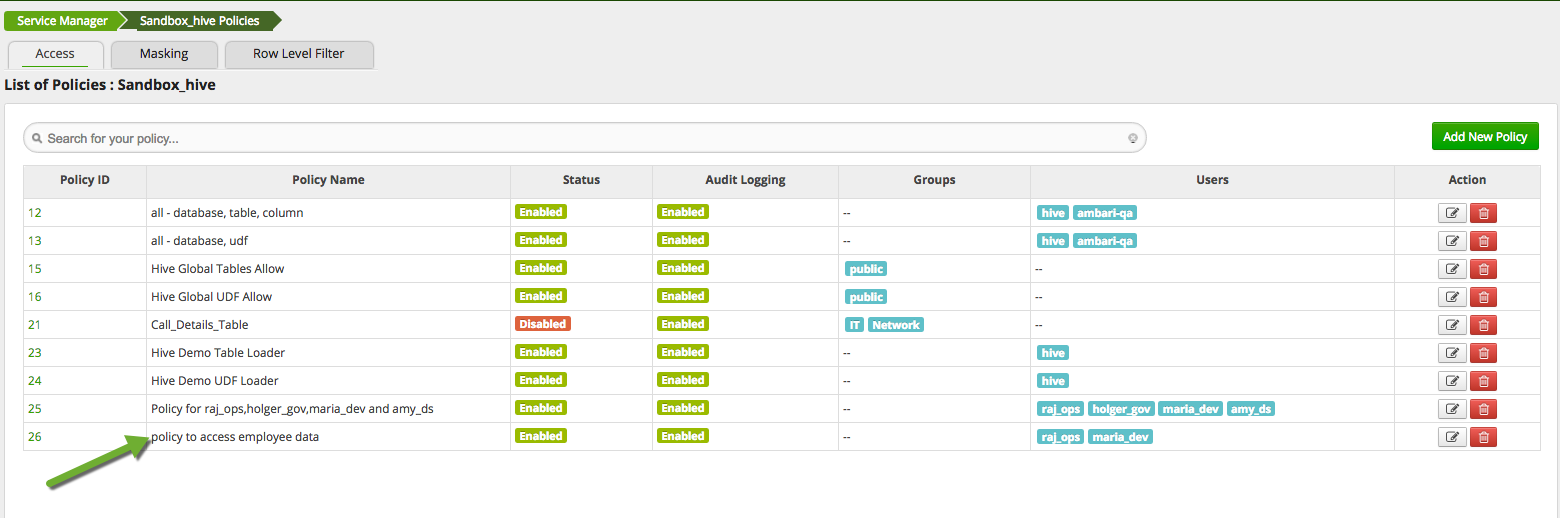 Service Manager Sandbox_hive Policies
Access Masking Row Level Filter
List of Policies : Sandbox_hive
Search for your policy... Add New Policy
Policy ID Policy Name Status Audit Logging Groups Users Action
12 all - database, table, column Enabled Enabled -- hive ambari-qa
13 all - database, udf Enabled Enabled -- hive ambari-qa
15 Hive Global Tables Allow Enabled Enabled public --
16 Hive Global UDF Allow Enabled Enabled public --
21 Call_Details_Table Disabled Enabled IT Network --
23 Hive Demo Table Loader Enabled Enabled -- hive
24 Hive Demo UDF Loader Enabled Enabled -- hive
25 Policy for raj_ops,holger_gov,maria_dev and amy_ds Enabled Enabled -- raj_ops holger_gov maria_dev amy_ds
26 policy to access employee data Enabled Enabled -- raj_ops maria_dev